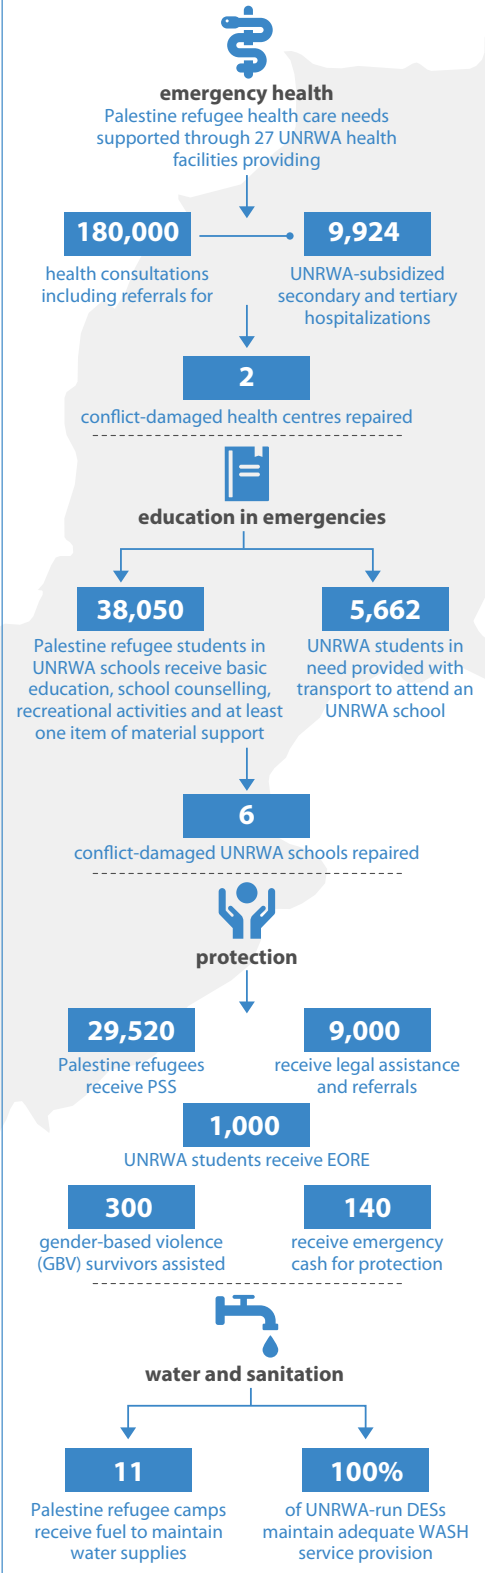 emergency health
Palestine refugee health care needs
supported through 27 UNRWA health
facilities providing
180,000
health consultations
including referrals for
9,924
UNRWA-subsidized
secondary and tertiary
hospitalizations
2
conflict-damaged health centres repaired
education in emergencies
38,050
Palestine refugee students in
UNRWA schools receive basic
education, school counselling,
recreational activities and at least
one item of material support
5,662
UNRWA students in
need provided with
transport to attend an
UNRWA school
6
conflict-damaged UNRWA schools repaired
protection
29,520
Palestine refugees
receive PSS
9,000
receive legal assistance
and referrals
1,000
UNRWA students receive EORE
300
gender-based violence
(GBV) survivors assisted
140
receive emergency
cash for protection
water and sanitation
11
Palestine refugee camps
receive fuel to maintain
water supplies
100%
of UNRWA-run DESs
maintain adequate WASH
service provision